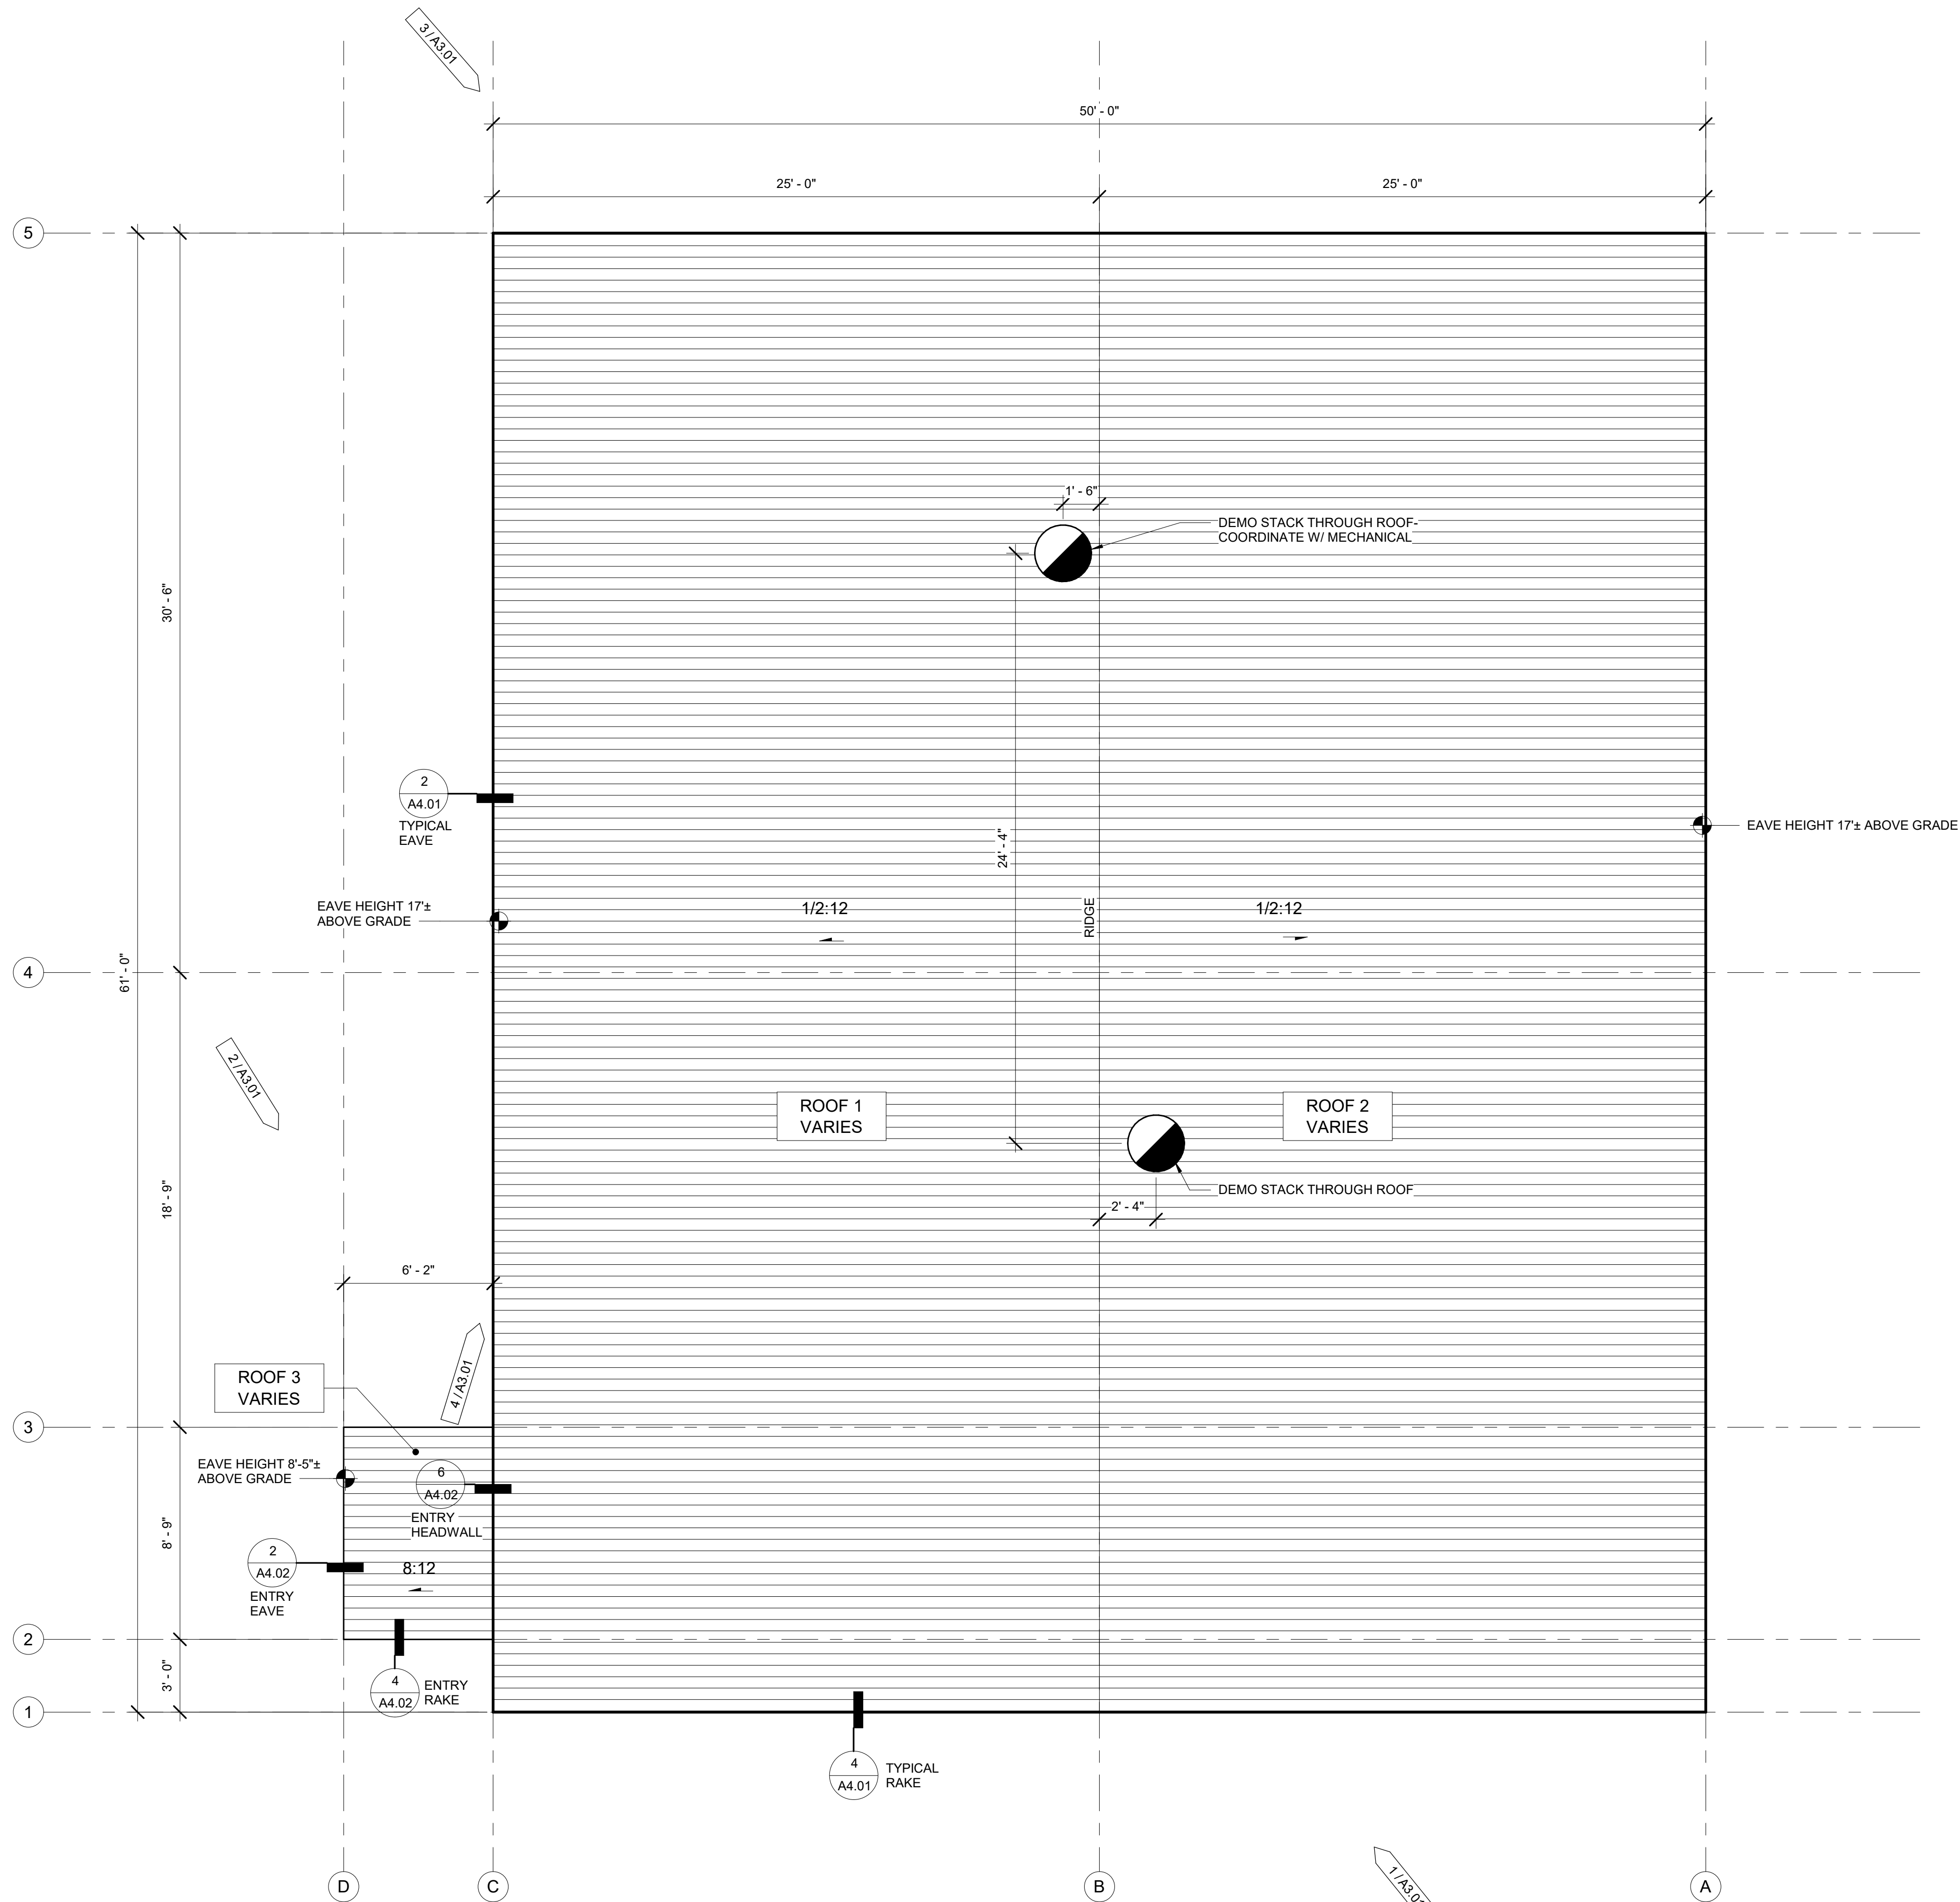 3 / A3.01
50' - 0"
25' - 0"
25' - 0"
5
1' - 6"
DEMO STACK THROUGH ROOF-
COORDINATE W/ MECHANICAL
30' - 6"
2
A4.01
TYPICAL
EAVE
24' - 4"
EAVE HEIGHT 17'± ABOVE GRADE
EAVE HEIGHT 17'±
ABOVE GRADE
1/2:12
RIDGE
1/2:12
61' - 0"
4
2 / A3.01
ROOF 1
VARIES
ROOF 2
VARIES
DEMO STACK THROUGH ROOF
18' - 9"
2' - 4"
6' - 2"
4 / A3.01
ROOF 3
VARIES
3
EAVE HEIGHT 8'-5"±
ABOVE GRADE
6
A4.02
ENTRY
HEADWALL
8' - 9"
2
A4.02
ENTRY
EAVE
8:12
2
3' - 0"
4
A4.02
ENTRY
RAKE
1
4
A4.01
TYPICAL
RAKE
D
C
B
A